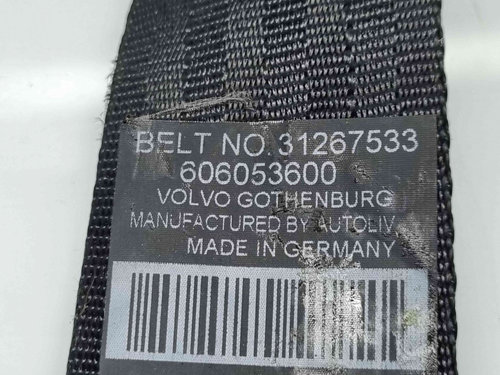 BELT NO 31267533
606053600
VOLVO GOTHENBURG
MANUFACTURED BY AUTOLIV
MADE IN GERMANY